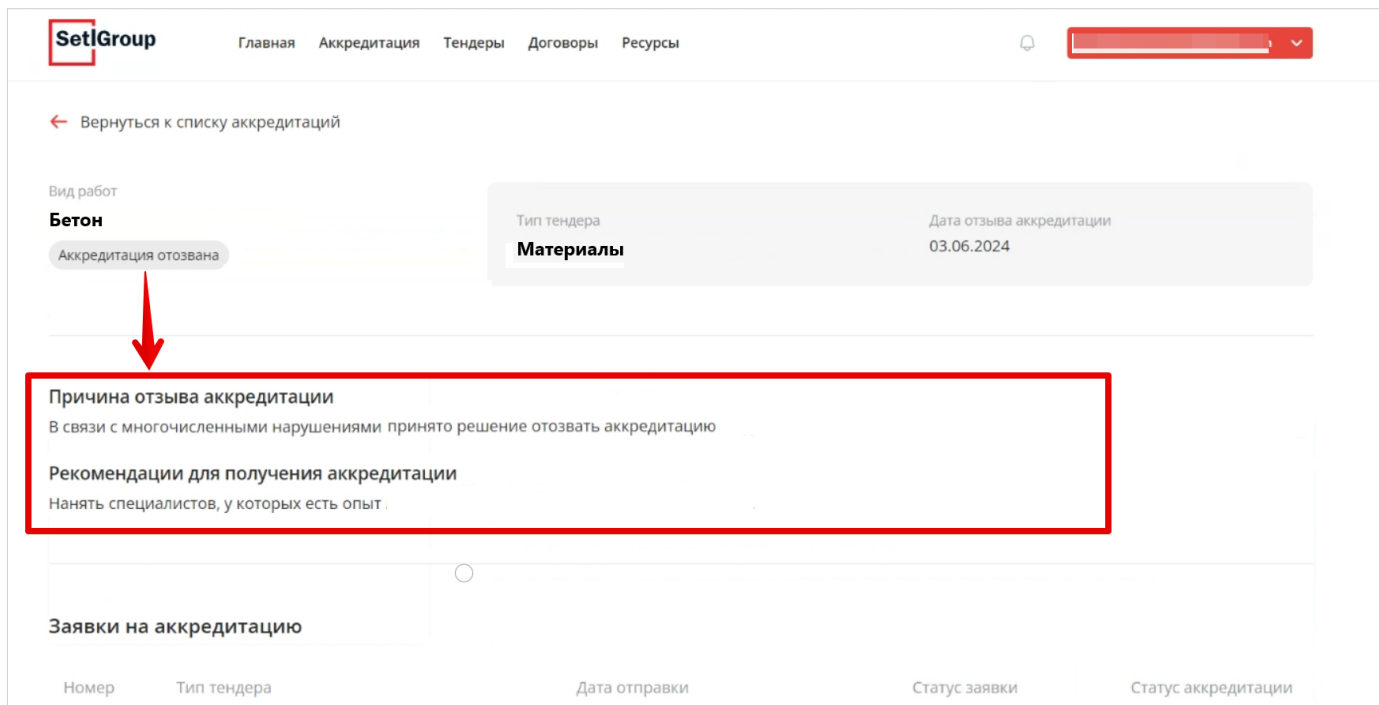 SetlGroup
Главная Аккредитация Тендеры Договоры Ресурсы
Вернуться к списку аккредитаций
Вид работ
Бетон
Аккредитация отозвана
Тип тендера
Материалы
Дата отзыва аккредитации
03.06.2024
Причина отзыва аккредитации
В связи с многочисленными нарушениями принято решение отозвать аккредитацию
Рекомендации для получения аккредитации
Нанять специалистов, у которых есть опыт
Заявки на аккредитацию
Номер Тип тендера Дата отправки Статус заявки Статус аккредитации